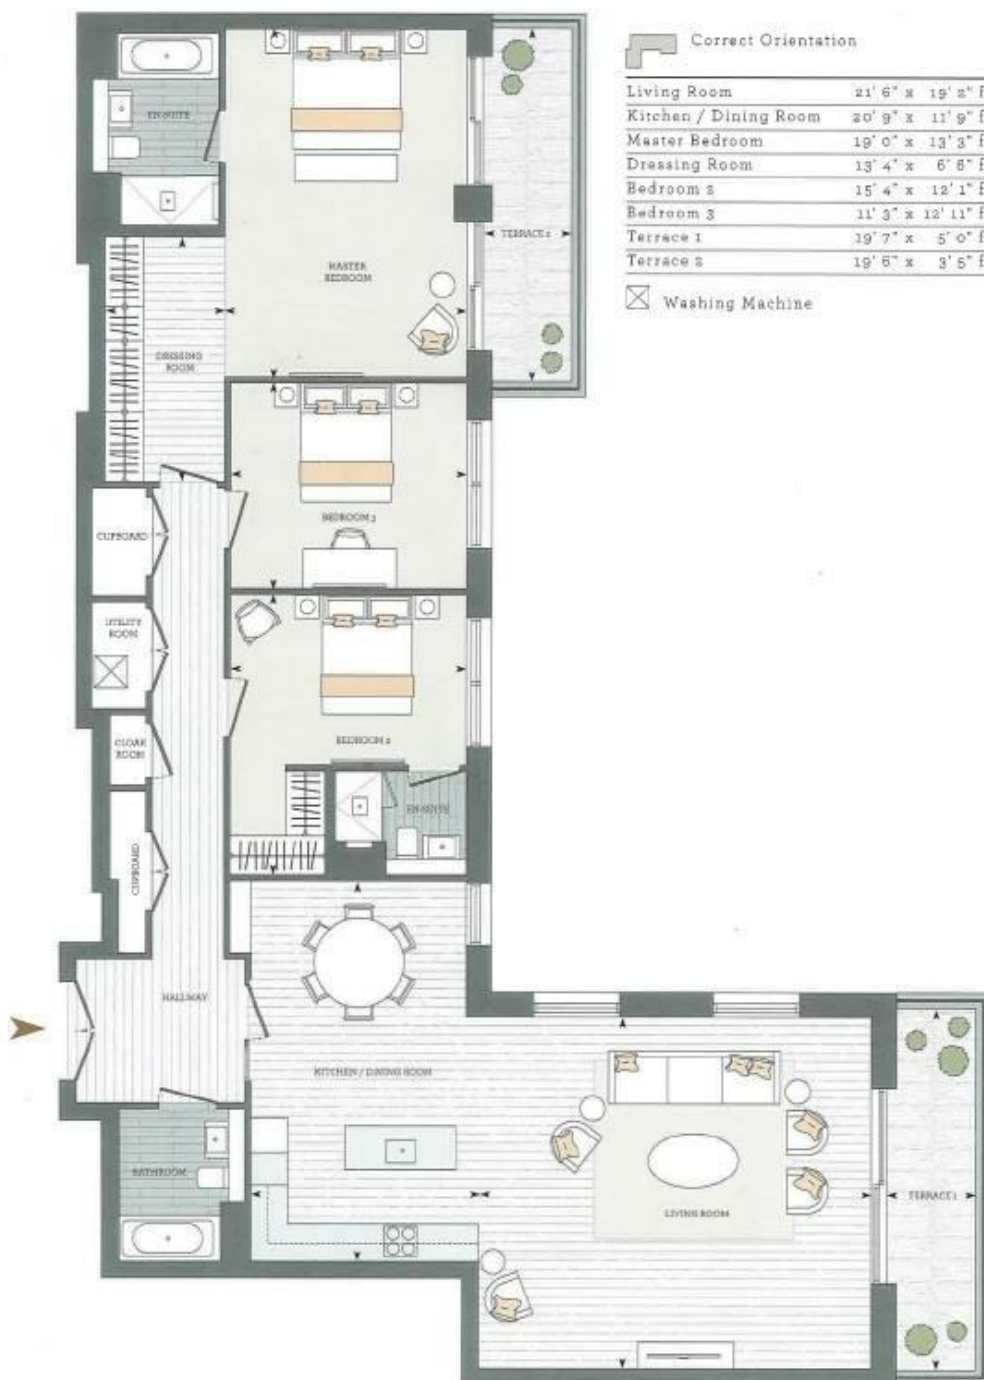 Correct Orientation
Living Room 21' 6" x 19' 2" f
Kitchen / Dining Room 20' 9" x 11' 9" f
Master Bedroom 19' 0" x 13' 3" f
Dressing Room 13' 4" x 6' 6" f
Bedroom 2 15' 4" x 12' 1" f
Bedroom 3 11' 3" x 12' 11" f
Terrace 1 19' 7" x 5' 0" f
Terrace 2 19' 6" x 3' 5" f
Washing Machine
EN-SUITE
TERRACE 2
MASTER
BEDROOM
DRESSING
ROOM
BEDROOM 3
CUPBOARD
UTILITY
ROOM
CLOAK
ROOM
BEDROOM 2
EN-SUITE
CUPBOARD
HALLWAY
KITCHEN / DINING ROOM
BATHROOM
LIVING ROOM
TERRACE 1